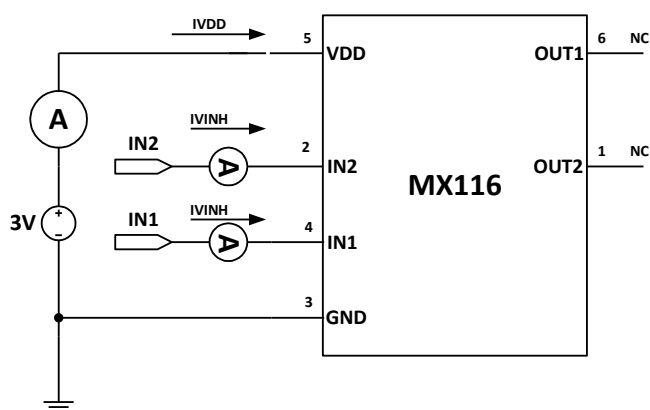 IVDD
5
VDD
6
NC
OUT1
A
IVINH
IN2
A
2
IN2
1
NC
OUT2
MX116
3V
+
−
IVINH
IN1
A
4
IN1
3
GND